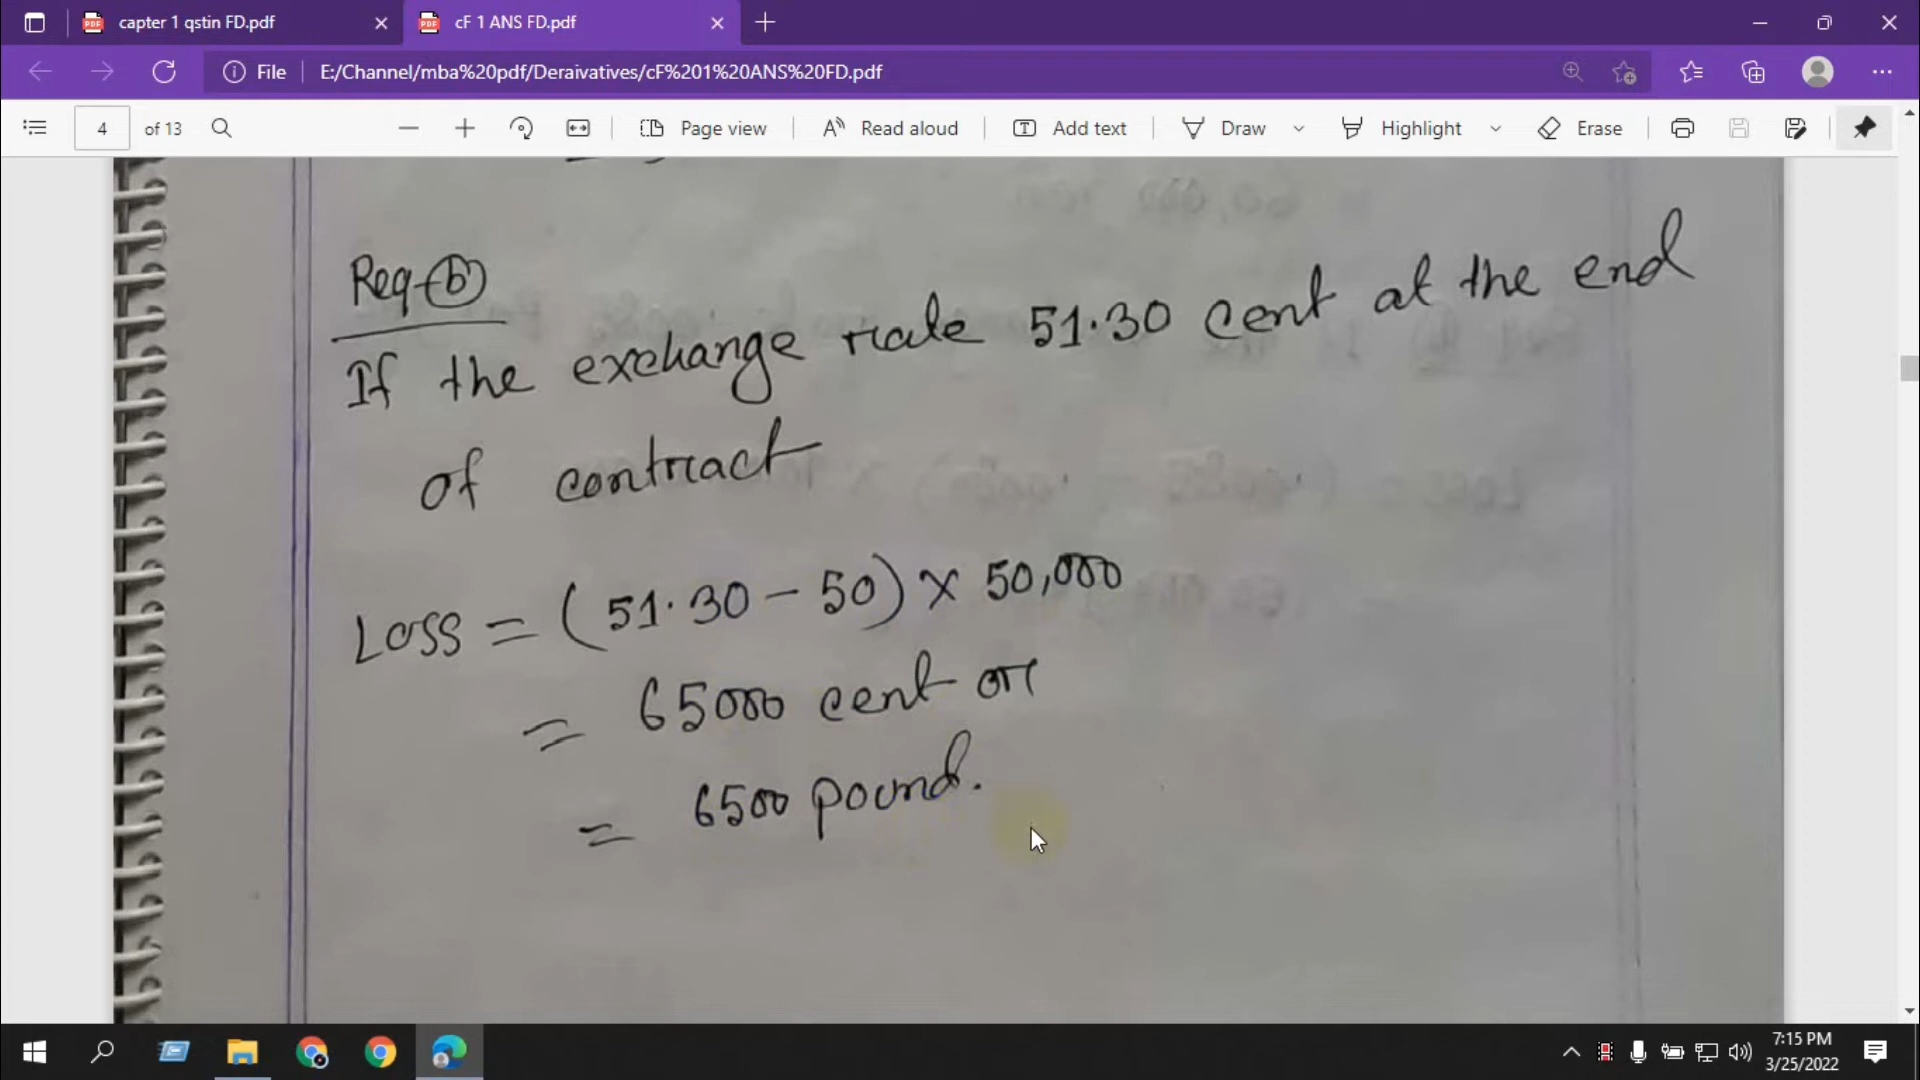 capter 1 qstin FD.pdf
cF 1 ANS FD.pdf
File
E:/Channel/mba%20pdf/Deraivatives/cF%201%20ANS%20FD.pdf
4 of 13
Page view
Read aloud
Add text
Draw
Highlight
Erase
Req-(b)
If the exchange rate 51.30 cent at the end
of contract
Loss = (51.30 - 50) × 50,000
= 65000 cent or
= 6500 pound.
7:15 PM
3/25/2022